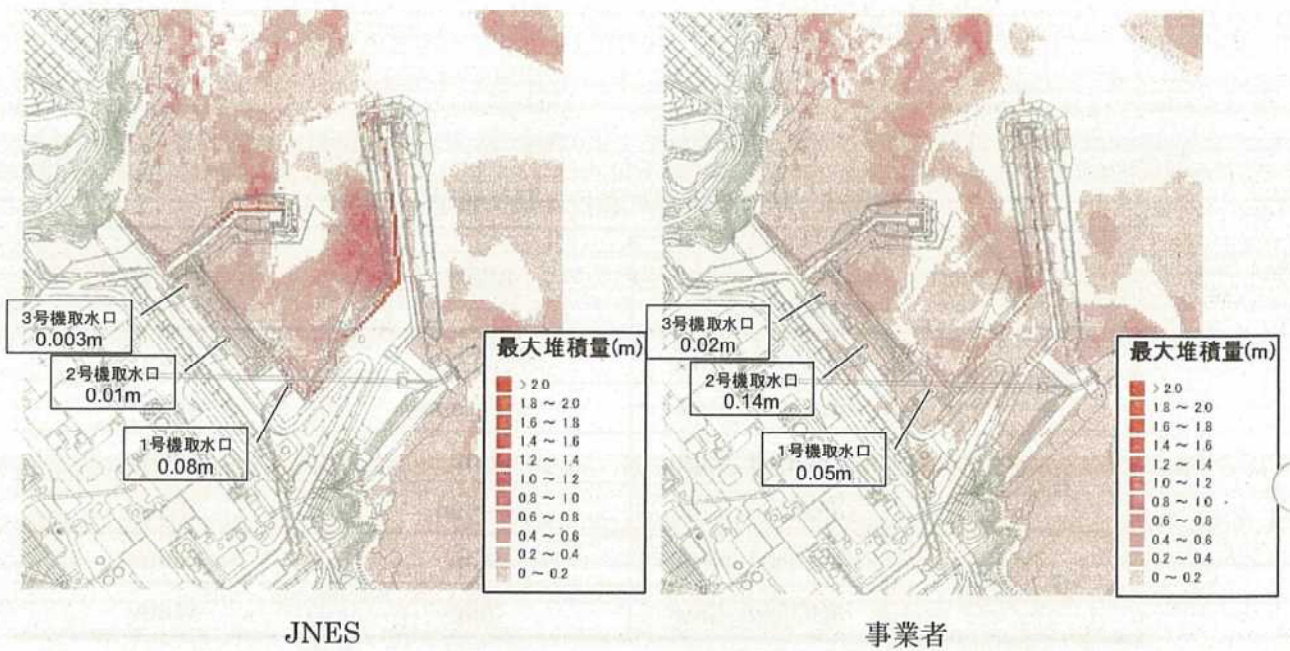 3号機取水口
0.003m
2号機取水口
0.01m
1号機取水口
0.08m
最大堆積量(m)
> 2.0
1.8 ～ 2.0
1.6 ～ 1.8
1.4 ～ 1.6
1.2 ～ 1.4
1.0 ～ 1.2
0.8 ～ 1.0
0.6 ～ 0.8
0.4 ～ 0.6
0.2 ～ 0.4
0 ～ 0.2
JNES
3号機取水口
0.02m
2号機取水口
0.14m
1号機取水口
0.05m
最大堆積量(m)
> 2.0
1.8 ～ 2.0
1.6 ～ 1.8
1.4 ～ 1.6
1.2 ～ 1.4
1.0 ～ 1.2
0.8 ～ 1.0
0.6 ～ 0.8
0.4 ～ 0.6
0.2 ～ 0.4
0 ～ 0.2
事業者